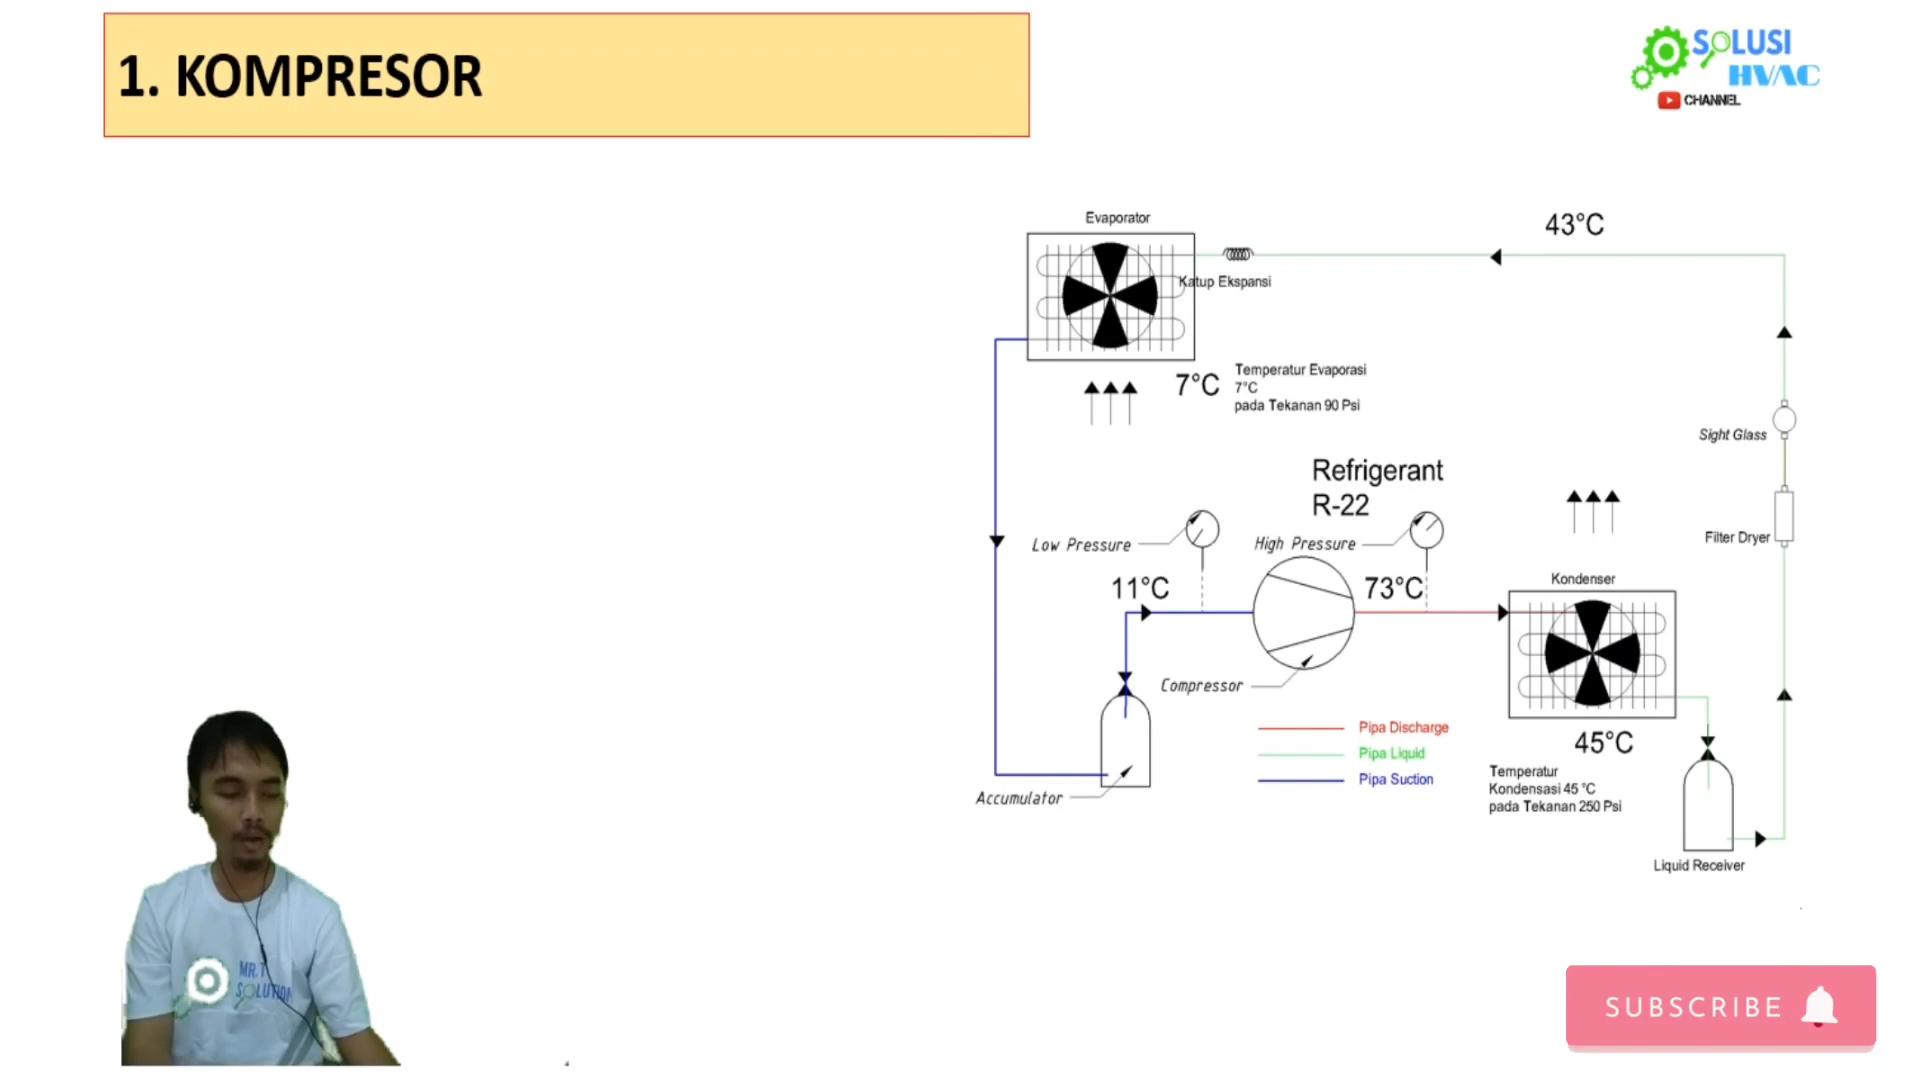 1. KOMPRESOR
SOLUSI
HVAC
CHANNEL
Evaporator
43°C
Katup Ekspansi
7°C
Temperatur Evaporasi
7°C
pada Tekanan 90 Psi
Sight Glass
Refrigerant
R-22
Low Pressure
High Pressure
Filter Dryer
11°C
73°C
Kondenser
Compressor
Pipa Discharge
Pipa Liquid
Pipa Suction
45°C
Temperatur
Kondensasi 45 °C
pada Tekanan 250 Psi
Accumulator
Liquid Receiver
MR.T
SOLUTION
SUBSCRIBE